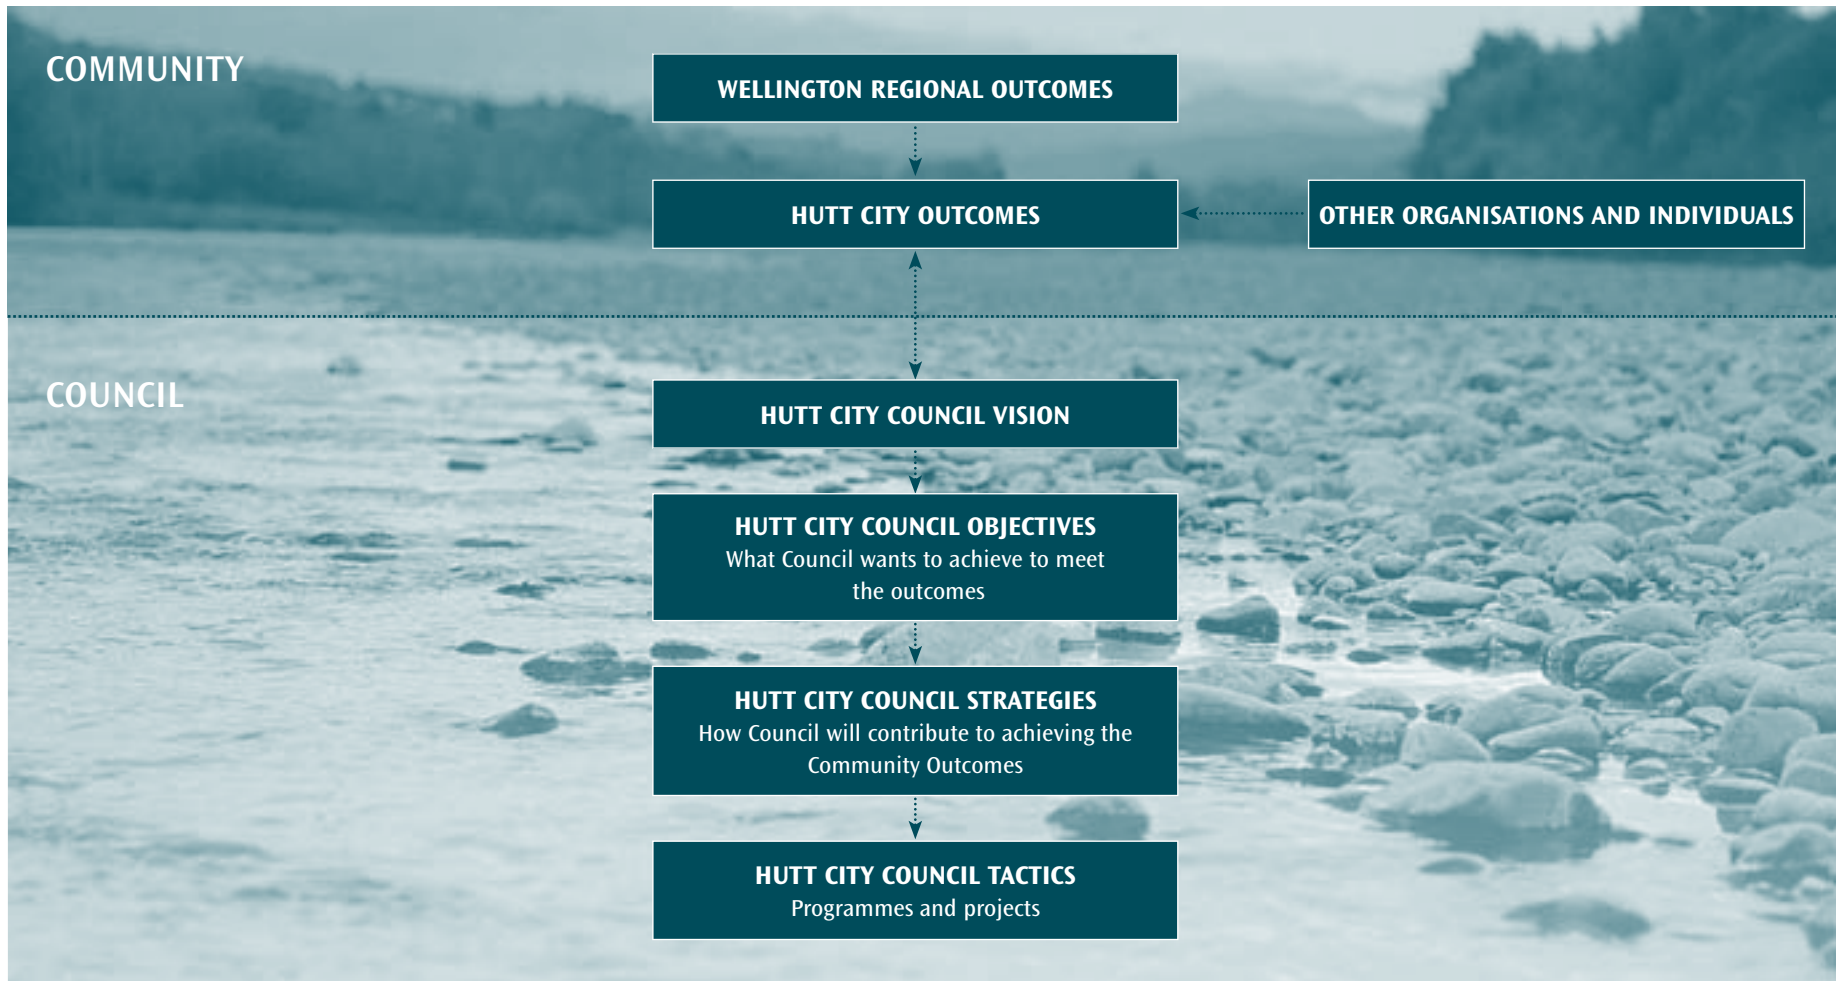 COMMUNITY
WELLINGTON REGIONAL OUTCOMES
HUTT CITY OUTCOMES
OTHER ORGANISATIONS AND INDIVIDUALS
COUNCIL
HUTT CITY COUNCIL VISION
HUTT CITY COUNCIL OBJECTIVES
What Council wants to achieve to meet
the outcomes
HUTT CITY COUNCIL STRATEGIES
How Council will contribute to achieving the
Community Outcomes
HUTT CITY COUNCIL TACTICS
Programmes and projects